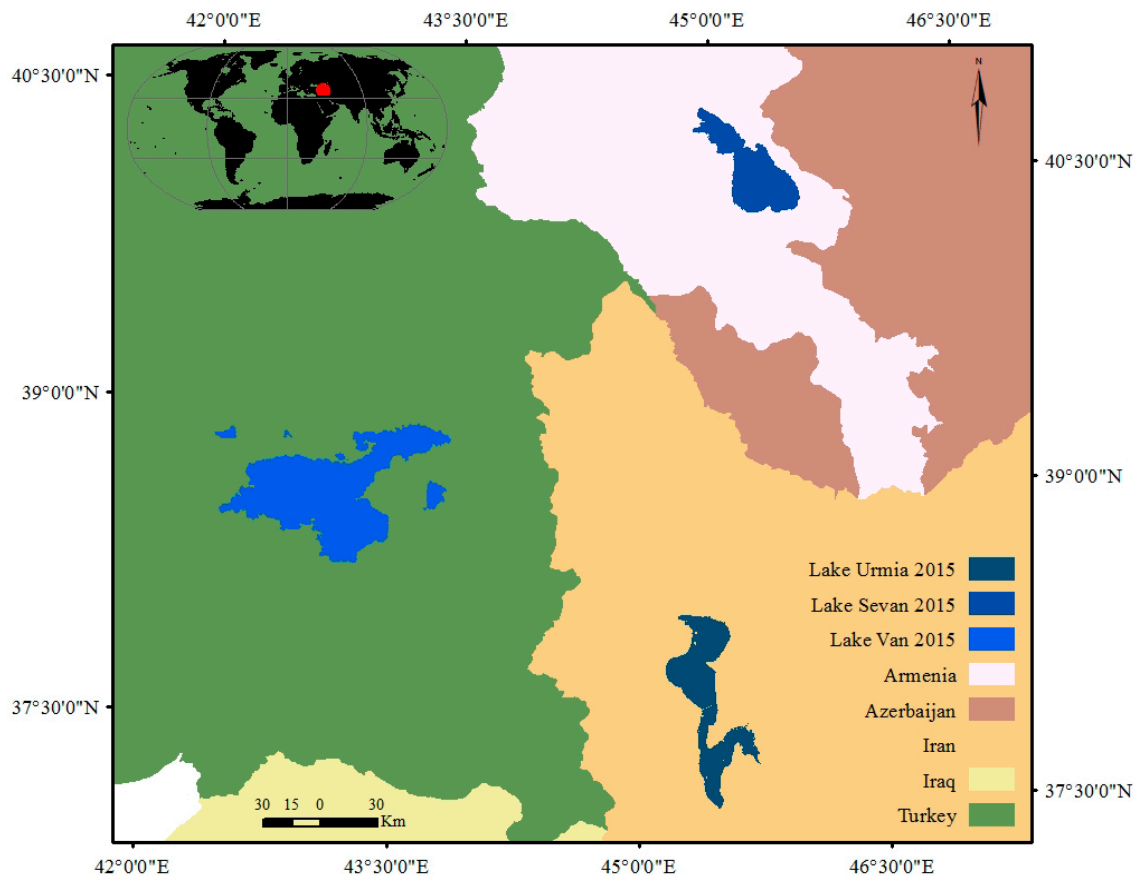 42°0'0"E 43°30'0"E 45°0'0"E 46°30'0"E
40°30'0"N
N
40°30'0"N
39°0'0"N
39°0'0"N
Lake Urmia 2015
Lake Sevan 2015
Lake Van 2015
Armenia
37°30'0"N
Azerbaijan
Iran
Iraq
37°30'0"N
30 15 0 30
Km
Turkey
42°0'0"E 43°30'0"E 45°0'0"E 46°30'0"E